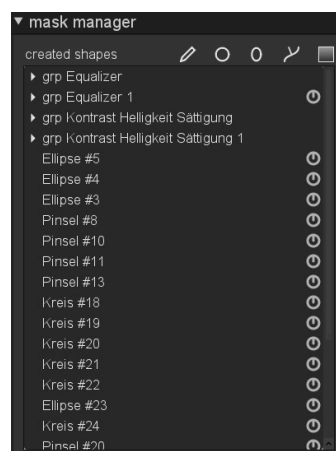 mask manager
created shapes
grp Equalizer
grp Equalizer 1
grp Kontrast Helligkeit Sättigung
grp Kontrast Helligkeit Sättigung 1
Ellipse #5
Ellipse #4
Ellipse #3
Pinsel #8
Pinsel #10
Pinsel #11
Pinsel #13
Kreis #18
Kreis #19
Kreis #20
Kreis #21
Kreis #22
Ellipse #23
Kreis #24
Pinsel #20